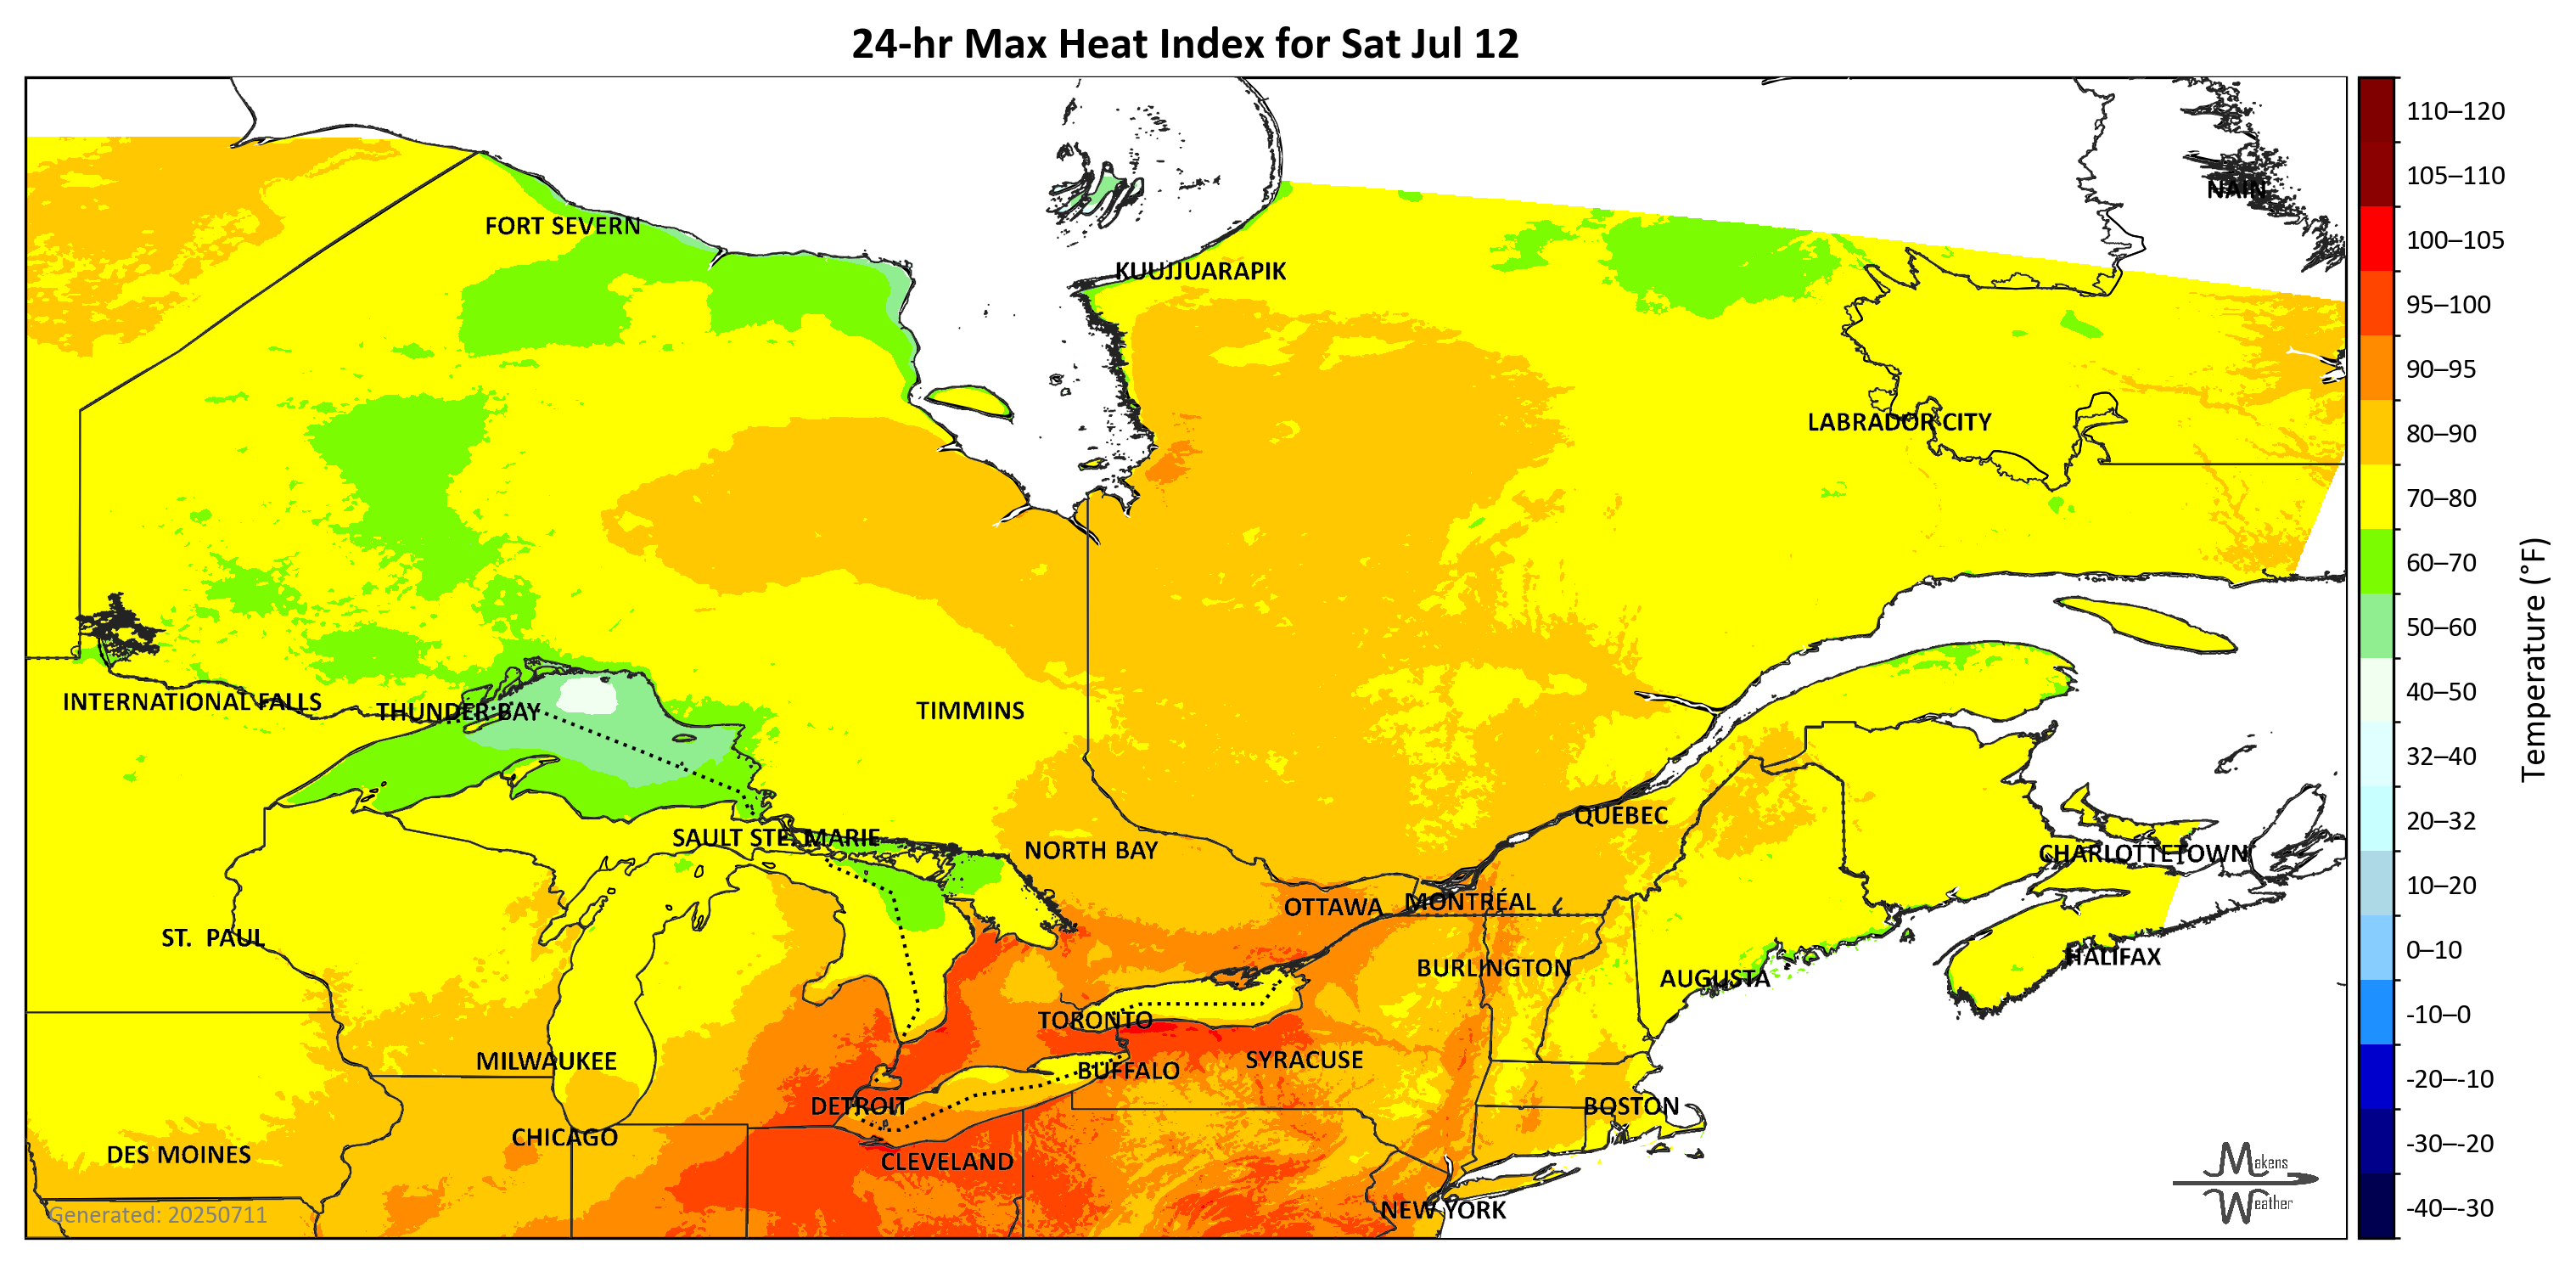 24-hr Max Heat Index for Sat Jul 12
110–120
105–110
100–105
95–100
90–95
80–90
70–80
60–70
50–60
40–50
32–40
20–32
10–20
0–10
-10–0
-20–-10
-30–-20
-40–-30
Temperature (°F)
NAIN
FORT SEVERN
KUUJJUARAPIK
LABRADOR CITY
INTERNATIONAL FALLS
THUNDER BAY
TIMMINS
QUÉBEC
SAULT STE. MARIE
NORTH BAY
CHARLOTTETOWN
OTTAWA
MONTRÉAL
ST. PAUL
HALIFAX
BURLINGTON
AUGUSTA
TORONTO
MILWAUKEE
SYRACUSE
BUFFALO
DETROIT
BOSTON
CHICAGO
DES MOINES
CLEVELAND
NEW YORK
Generated: 20250711
Makens
Weather